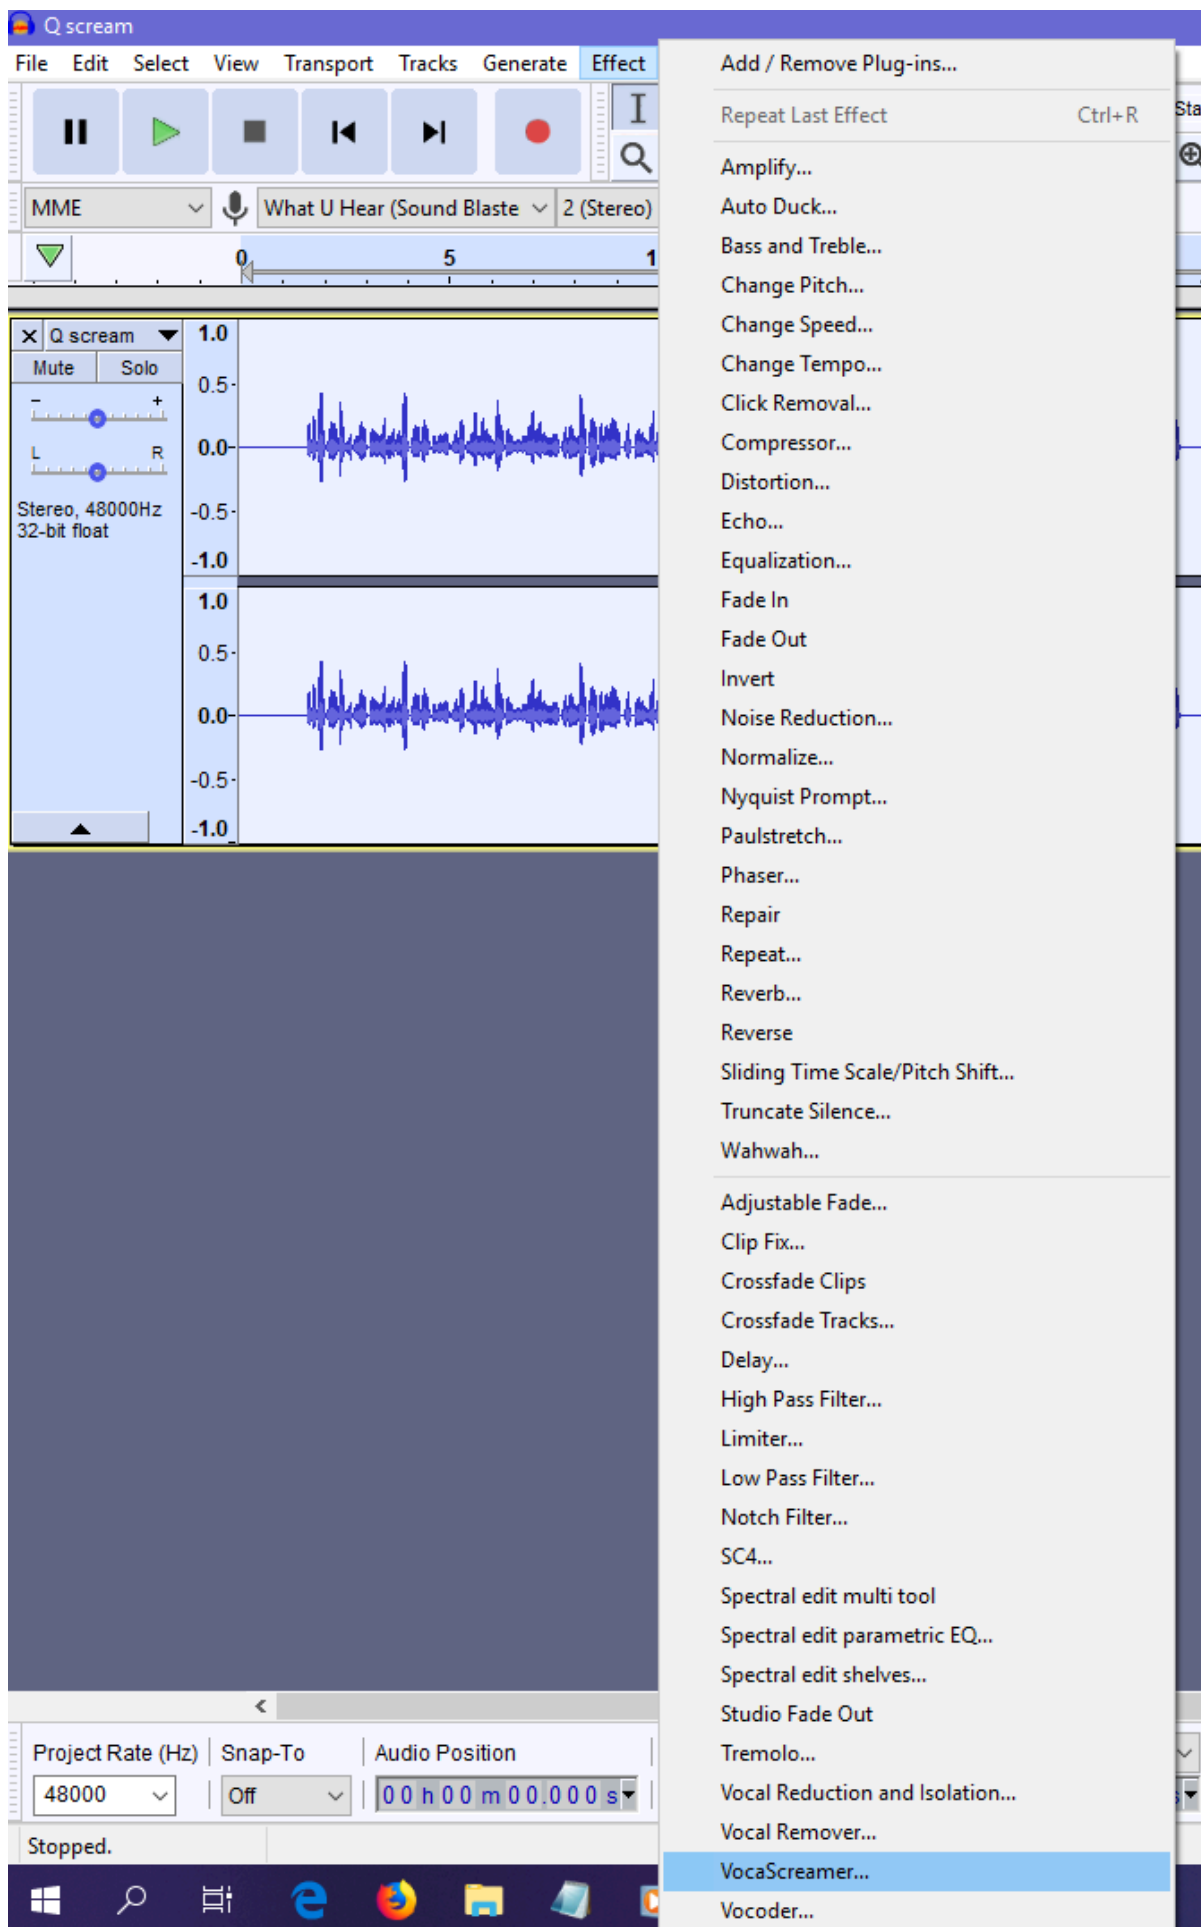 Q scream
File Edit Select View Transport Tracks Generate Effect
Sta
MME What U Hear (Sound Blaste 2 (Stereo)
0 5 1
Q scream
Mute Solo
- +
L R
Stereo, 48000Hz
32-bit float
1.0
0.5
0.0
-0.5
-1.0
1.0
0.5
0.0
-0.5
-1.0
Add / Remove Plug-ins...
Repeat Last Effect Ctrl+R
Amplify...
Auto Duck...
Bass and Treble...
Change Pitch...
Change Speed...
Change Tempo...
Click Removal...
Compressor...
Distortion...
Echo...
Equalization...
Fade In
Fade Out
Invert
Noise Reduction...
Normalize...
Nyquist Prompt...
Paulstretch...
Phaser...
Repair
Repeat...
Reverb...
Reverse
Sliding Time Scale/Pitch Shift...
Truncate Silence...
Wahwah...
Adjustable Fade...
Clip Fix...
Crossfade Clips
Crossfade Tracks...
Delay...
High Pass Filter...
Limiter...
Low Pass Filter...
Notch Filter...
SC4...
Spectral edit multi tool
Spectral edit parametric EQ...
Spectral edit shelves...
Studio Fade Out
Tremolo...
Vocal Reduction and Isolation...
Vocal Remover...
VocaScreamer...
Vocoder...
Project Rate (Hz) Snap-To Audio Position
48000 Off 00 h 00 m 00.000 s
Stopped.